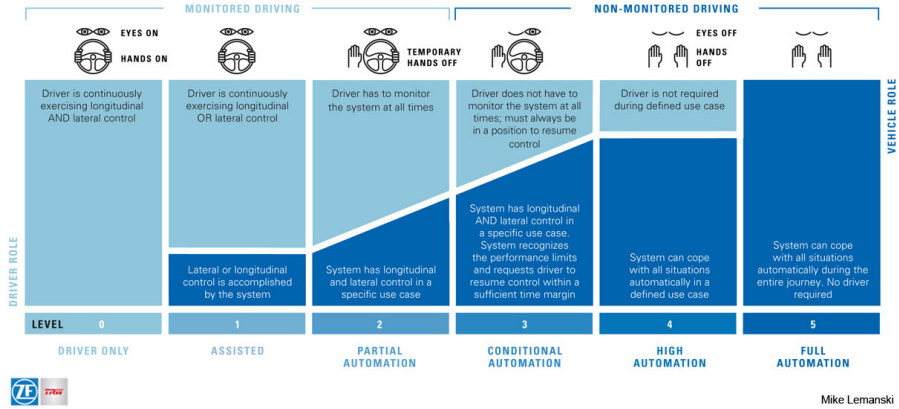 MONITORED DRIVING
NON-MONITORED DRIVING
EYES ON
HANDS ON
TEMPORARY
HANDS OFF
EYES OFF
HANDS
OFF
DRIVER ROLE
VEHICLE ROLE
Driver is continuously
exercising longitudinal
AND lateral control
Driver is continuously
exercising longitudinal
OR lateral control
Lateral or longitudinal
control is accomplished
by the system
Driver has to monitor
the system at all times
System has longitudinal
and lateral control in a
specific use case
Driver does not have to
monitor the system at all
times; must always be
in a position to resume
control
System has longitudinal
AND lateral control in
a specific use case.
System recognizes
the performance limits
and requests driver to
resume control within a
sufficient time margin
Driver is not required
during defined use case
System can cope
with all situations
automatically in a
defined use case
System can cope
with all situations
automatically during the
entire journey. No driver
required
LEVEL 0 1 2 3 4 5
DRIVER ONLY
ASSISTED
PARTIAL
AUTOMATION
CONDITIONAL
AUTOMATION
HIGH
AUTOMATION
FULL
AUTOMATION
ZF
TRW
Mike Lemanski